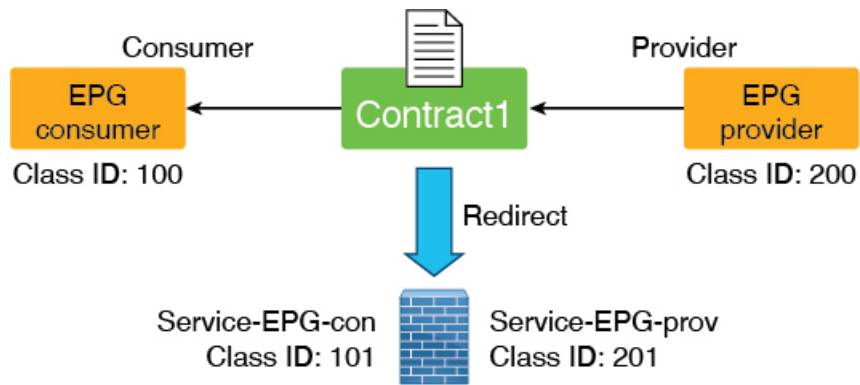 Consumer
Provider
EPG
consumer
Contract1
EPG
provider
Class ID: 100
Class ID: 200
Redirect
Service-EPG-con
Class ID: 101
Service-EPG-prov
Class ID: 201